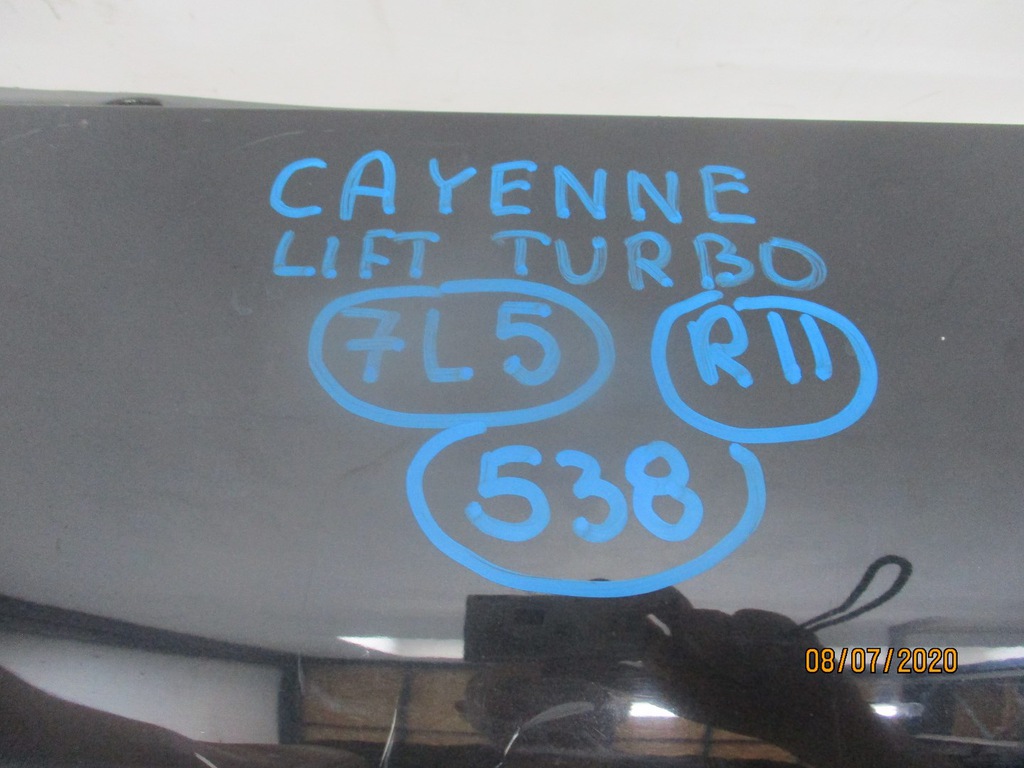 CAYENNE
LIFT TURBO
7L5 R11
538
08/07/2020